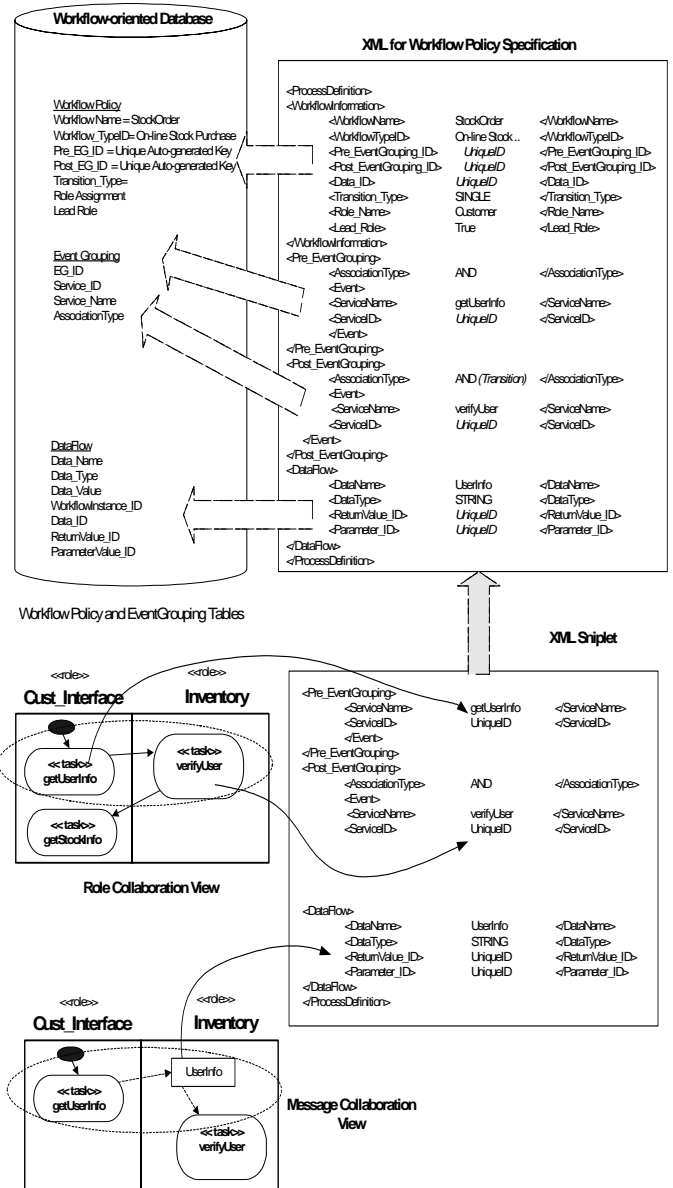 Workflow-oriented Database
Workflow Policy
Workflow Name = StockOrder
Workflow_TypeID= On-line Stock Purchase
Pre_EG_ID = Unique Auto-generated Key
Post_EG_ID = Unique Auto-generated Key
Transition_Type=
Role Assignment
Lead Role
Event Grouping
EG_ID
Service_ID
Service_Name
AssociationType
DataFlow
Data_Name
Data_Type
Data_Value
WorkflowInstance_ID
Data_ID
ReturnValue_ID
ParameterValue_ID
Workflow Policy and EventGrouping Tables
XML for Workflow Policy Specification
<ProcessDefinition>
<WorkflowInformation>
<WorkflowName> StockOrder </WorkflowName>
<WorkflowTypeID> On-line Stock.. </WorkflowTypeID>
<Pre_EventGrouping_ID> UniqueID </Pre_EventGrouping_ID>
<Post_EventGrouping_ID> UniqueID </Post_EventGrouping_ID>
<Data_ID> UniqueID </Data_ID>
<Transition_Type> SINGLE </Transition_Type>
<Role_Name> Customer </Role_Name>
<Lead_Role> True </Lead_Role>
</WorkflowInformation>
<Pre_EventGrouping>
<AssociationType> AND </AssociationType>
<Event>
<ServiceName> getUserInfo </ServiceName>
<ServiceID> UniqueID </ServiceID>
</Event>
</Pre_EventGrouping>
<Post_EventGrouping>
<AssociationType> AND (Transition) </AssociationType>
<Event>
<ServiceName> verifyUser </ServiceName>
<ServiceID> UniqueID </ServiceID>
</Event>
</Post_EventGrouping>
<DataFlow>
<DataName> UserInfo </DataName>
<DataType> STRING </DataType>
<ReturnValue_ID> UniqueID </ReturnValue_ID>
<Parameter_ID> UniqueID </Parameter_ID>
</DataFlow>
</ProcessDefinition>
XML Sniplet
<Pre_EventGrouping>
<ServiceName> getUserInfo </ServiceName>
<ServiceID> UniqueID </ServiceID>
</Event>
</Pre_EventGrouping>
<Post_EventGrouping>
<AssociationType> AND </AssociationType>
<Event>
<ServiceName> verifyUser </ServiceName>
<ServiceID> UniqueID </ServiceID>
<DataFlow>
<DataName> UserInfo </DataName>
<DataType> STRING </DataType>
<ReturnValue_ID> UniqueID </ReturnValue_ID>
<Parameter_ID> UniqueID </Parameter_ID>
</DataFlow>
</ProcessDefinition>
<<role>> <<role>>
Cust_Interface Inventory
<<task>>
getUserInfo
<<task>>
verifyUser
<<task>>
getStockInfo
Role Collaboration View
<<role>> <<role>>
Cust_Interface Inventory
<<task>>
getUserInfo
UserInfo
<<task>>
verifyUser
Message Collaboration
View